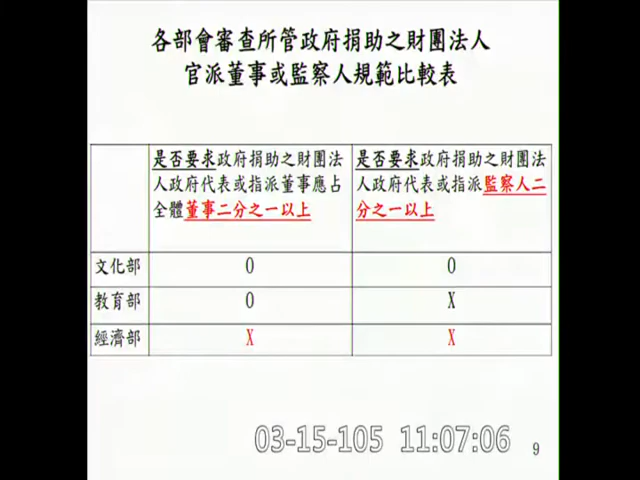 各部會審查所管政府捐助之財團法人
官派董事或監察人規範比較表
是否要求政府捐助之財團法
人政府代表或指派董事應占
全體董事二分之一以上
是否要求政府捐助之財團法
人政府代表或指派監察人二
分之一以上
文化部 O O
教育部 O X
經濟部 X X
03-15-105 11:07:06
9